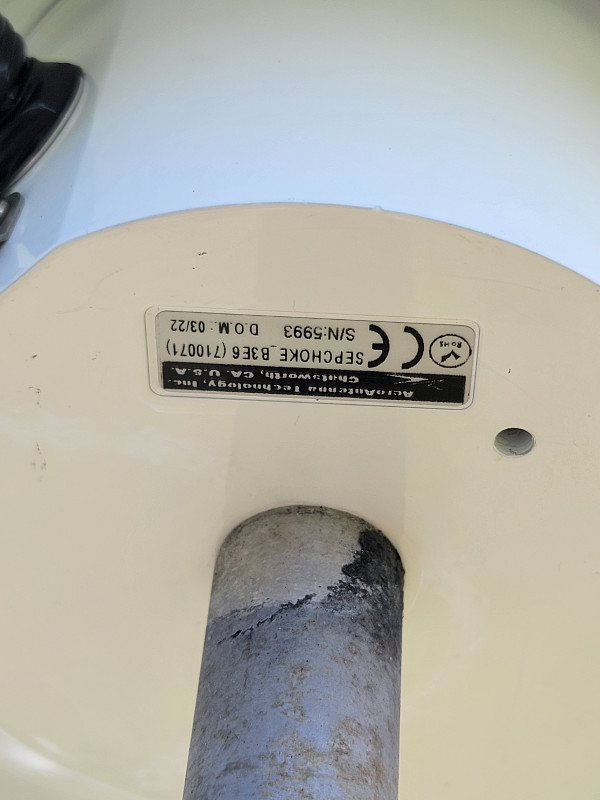 AeroAntenna Technology, Inc.
Chatsworth, CA. U.S.A.
SEPCHOKE_B3E6 (710071)
S/N:5993 D.O.M.: 03/22
CE
RoHS